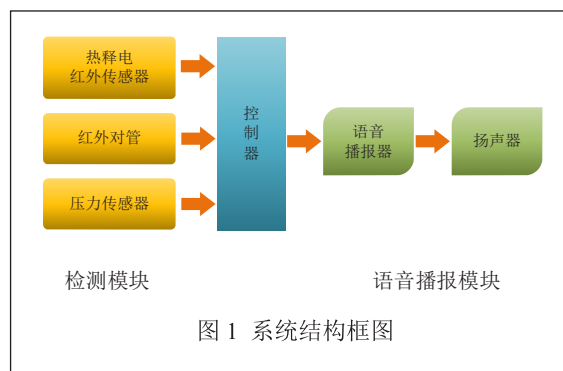 热释电
红外传感器
红外对管
压力传感器
控
制
器
语音
播报器
扬声器
检测模块
语音播报模块
图 1 系统结构框图